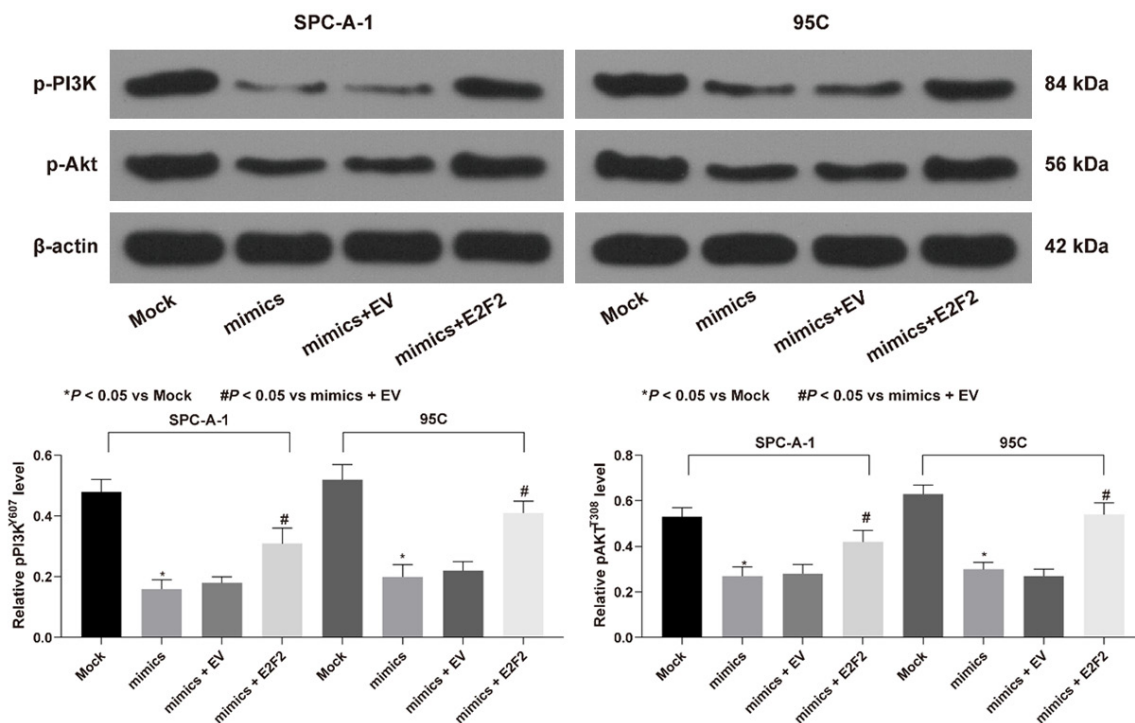 SPC-A-1 95C
p-PI3K 84 kDa
p-Akt 56 kDa
β-actin 42 kDa
Mock mimics mimics+EV mimics+E2F2 Mock mimics mimics+EV mimics+E2F2
*P < 0.05 vs Mock #P < 0.05 vs mimics + EV
SPC-A-1 95C
Relative pPI3K^Y607 level
0.6
0.4
0.2
0.0
* # * #
Mock mimics mimics + EV mimics + E2F2 Mock mimics mimics + EV mimics + E2F2
*P < 0.05 vs Mock #P < 0.05 vs mimics + EV
SPC-A-1 95C
Relative pAKT^T308 level
0.8
0.6
0.4
0.2
0.0
* # * #
Mock mimics mimics + EV mimics + E2F2 Mock mimics mimics + EV mimics + E2F2